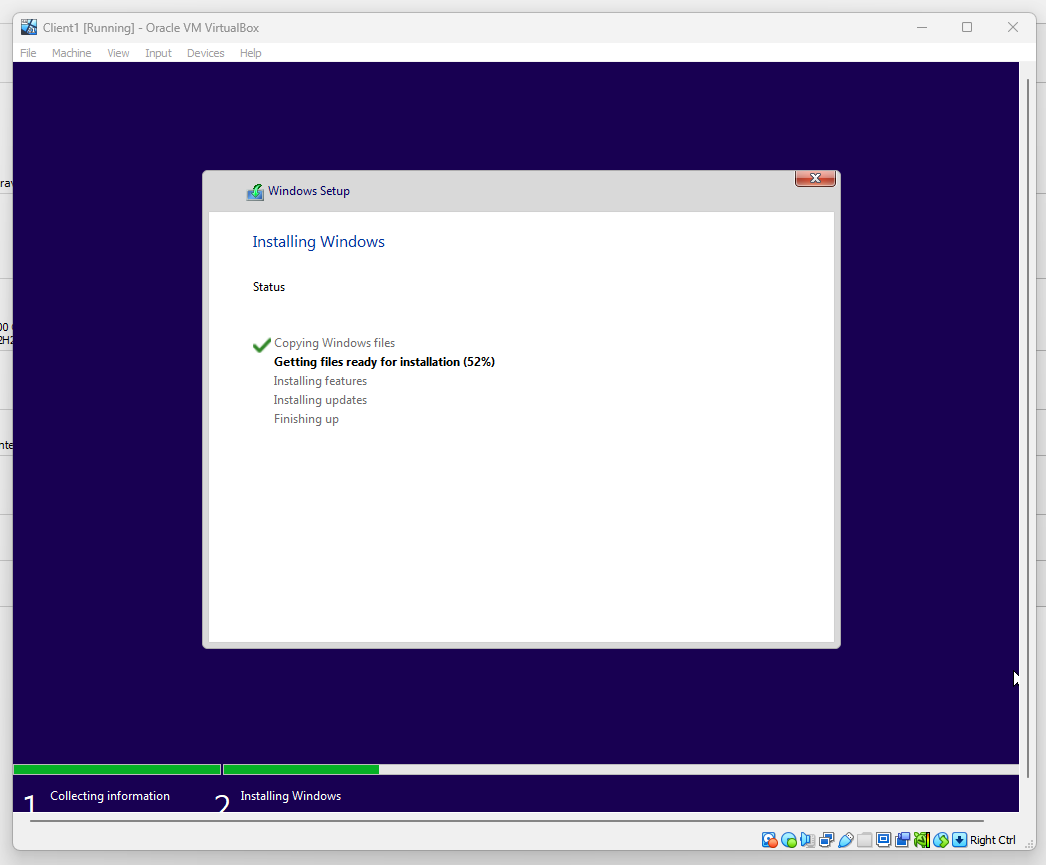 Client1 [Running] - Oracle VM VirtualBox
File Machine View Input Devices Help
Windows Setup
Installing Windows
Status
Copying Windows files
Getting files ready for installation (52%)
Installing features
Installing updates
Finishing up
1 Collecting information 2 Installing Windows
Right Ctrl